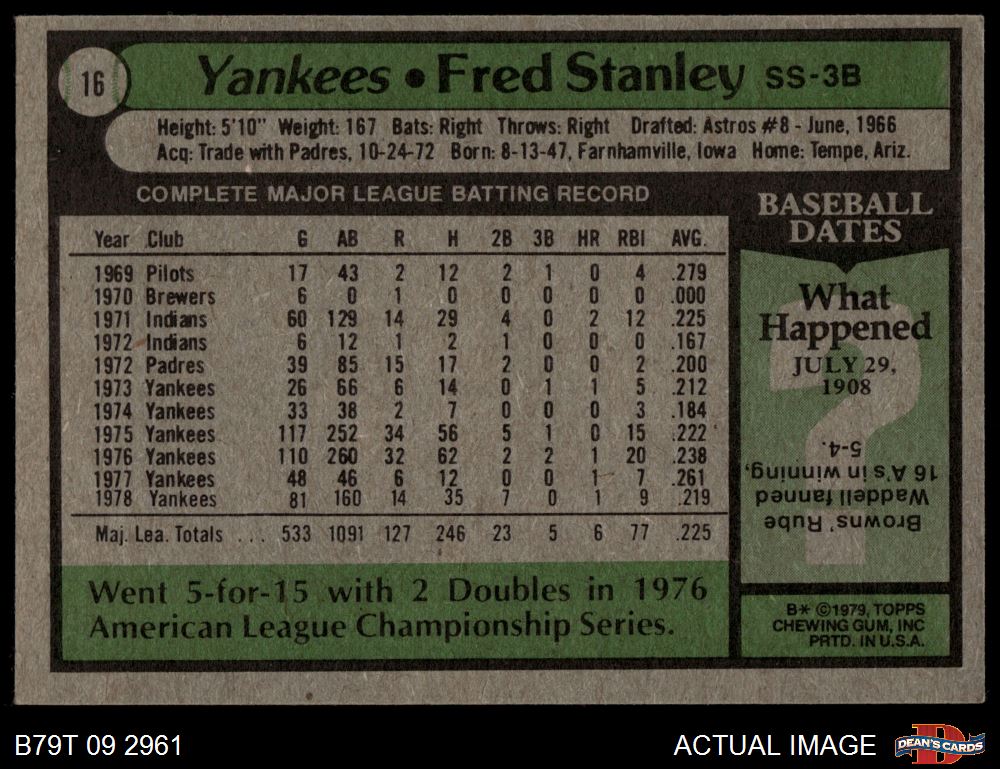 16
Yankees • Fred Stanley SS-3B
Height: 5'10" Weight: 167 Bats: Right Throws: Right Drafted: Astros #8 - June, 1966
Acq: Trade with Padres, 10-24-72 Born: 8-13-47, Farnhamville, Iowa Home: Tempe, Ariz.
COMPLETE MAJOR LEAGUE BATTING RECORD
Year Club G AB R H 2B 3B HR RBI AVG.
1969 Pilots 17 43 2 12 2 1 0 4 .279
1970 Brewers 6 0 1 0 0 0 0 0 .000
1971 Indians 60 129 14 29 4 0 2 12 .225
1972 Indians 6 12 1 2 1 0 0 0 .167
1972 Padres 39 85 15 17 2 0 0 2 .200
1973 Yankees 26 66 6 14 0 1 1 5 .212
1974 Yankees 33 38 2 7 0 0 0 3 .184
1975 Yankees 117 252 34 56 5 1 0 15 .222
1976 Yankees 110 260 32 62 2 2 1 20 .238
1977 Yankees 48 46 6 12 0 0 1 7 .261
1978 Yankees 81 160 14 35 7 0 1 9 .219
Maj. Lea. Totals . . . 533 1091 127 246 23 5 6 77 .225
Went 5-for-15 with 2 Doubles in 1976
American League Championship Series.
BASEBALL
DATES
What
Happened
JULY 29,
1908
Browns' Rube
Waddell fanned
16 A's in winning,
5-4.
B* ©1979, TOPPS
CHEWING GUM, INC
PRTD. IN U.S.A.
B79T 09 2961
ACTUAL IMAGE
DEAN'S CARDS